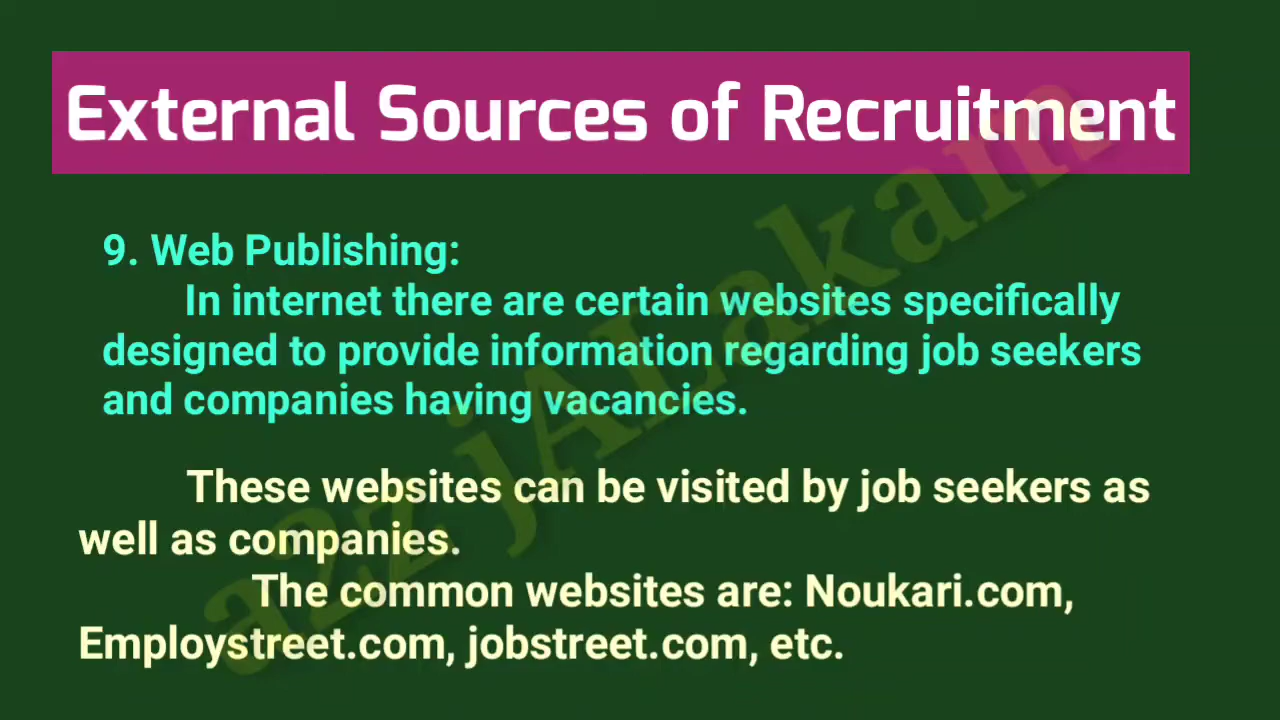 External Sources of Recruitment
9. Web Publishing:
In internet there are certain websites specifically
designed to provide information regarding job seekers
and companies having vacancies.
These websites can be visited by job seekers as
well as companies.
The common websites are: Noukari.com,
Employstreet.com, jobstreet.com, etc.
a2z jALakam